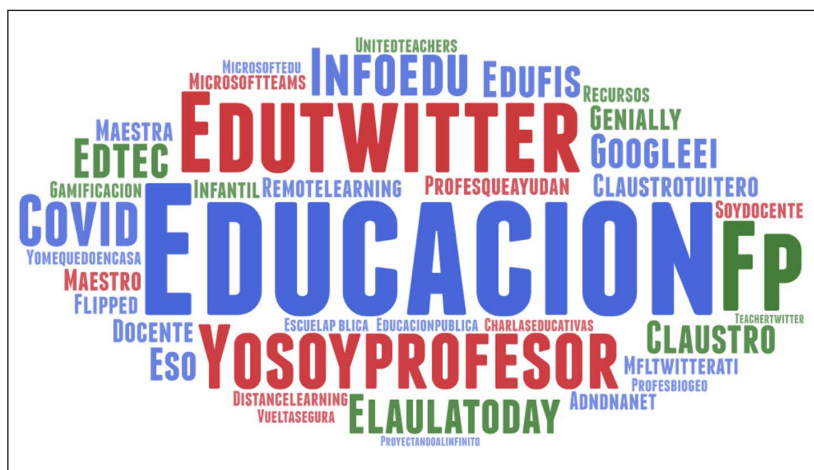 UNITEDTEACHERS
MICROSOFTEDU
MICROSOFTTEAMS
INFOEDU
EDUFIS
RECURSOS
MAESTRA
EDUTWITTER
GENIALLY
EDTEC
GOOGLEEI
GAMIFICACION
INFANTIL
REMOTELEARNING
PROFESQUEAYUDAN
CLAUSTROTUITERO
COVID
EDUCACION
SOYDOCENTE
FP
YOMEQUEDOENCASA
MAESTRO
FLIPPED
TEACHERTWITTER
DOCENTE
ESCUELAP BLICA
EDUCACIONPUBLICA
CHARLASEDUCATIVAS
CLAUSTRO
ESO
YOSOYPROFESOR
MFLTWITTERATI
PROFESBIOGEO
DISTANCELEARNING
ADNDNANET
VUELTASEGURA
ELAULATODAY
PROYECTANDOALINFINITO